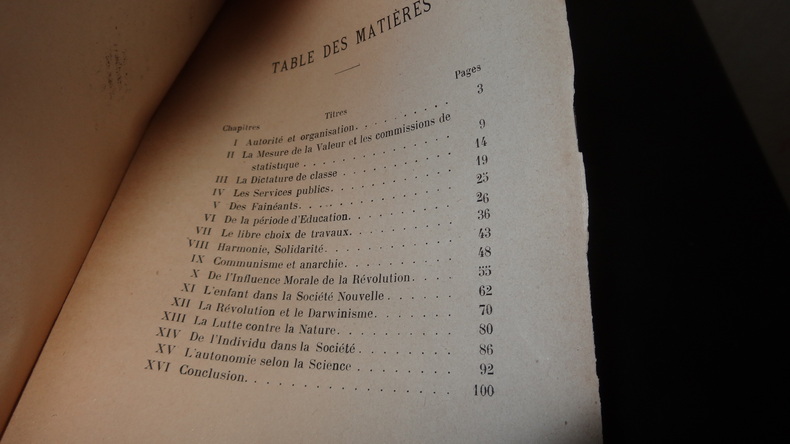 TABLE DES MATIÈRES
Pages
Chapitres Titres
I Autorité et organisation. . . . . . . . . 3
II La Mesure de la Valeur et les commissions de
statistique . . . . . . . . . . . . . . 9
III La Dictature de classe . . . . . . . . . . 14
IV Les Services publics. . . . . . . . . . . 19
V Des Fainéants. . . . . . . . . . . . . . 25
VI De la période d'Education. . . . . . . . . 26
VII Le libre choix de travaux. . . . . . . . . 36
VIII Harmonie, Solidarité. . . . . . . . . . . 43
IX Communisme et anarchie. . . . . . . . . . 48
X De l'Influence Morale de la Révolution. . . . 55
XI L'enfant dans la Société Nouvelle . . . . . . 62
XII La Révolution et le Darwinisme. . . . . . . 70
XIII La Lutte contre la Nature. . . . . . . . . 80
XIV De l'Individu dans la Société . . . . . . . . 86
XV L'autonomie selon la Science . . . . . . . . 92
XVI Conclusion. . . . . . . . . . . . . . . . 100